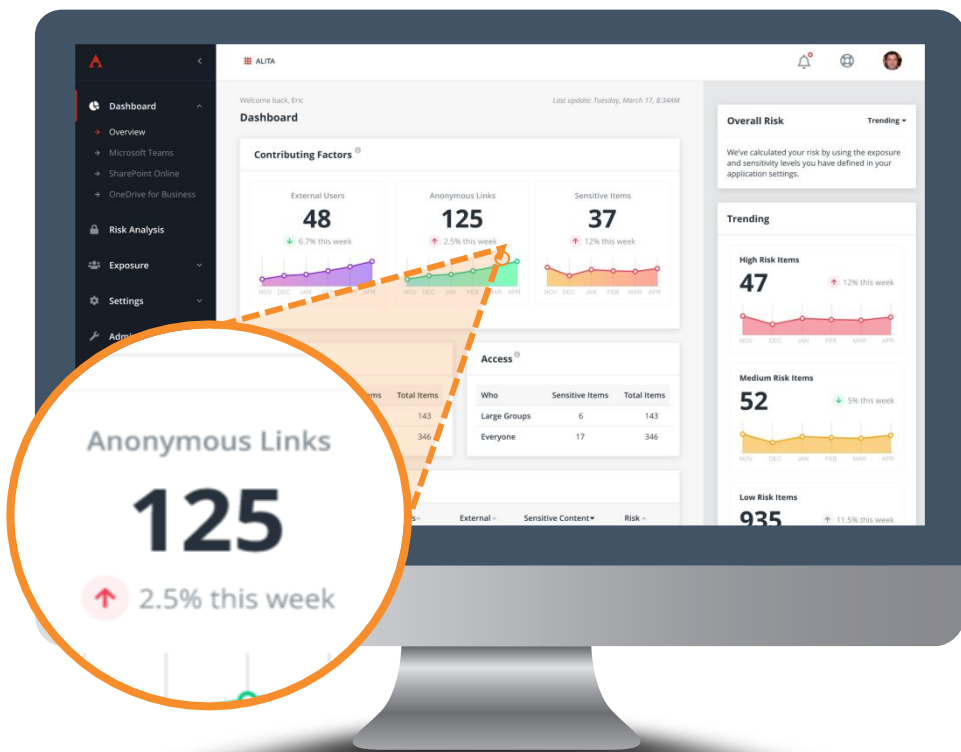 ALITA
Dashboard
Overview
Microsoft Teams
SharePoint Online
OneDrive for Business
Risk Analysis
Exposure
Settings
Welcome back, Eric
Last update: Tuesday, March 17, 8:34AM
Dashboard
Contributing Factors
External Users
48
6.7% this week
NOV DEC JAN FEB MAR APR
Anonymous Links
125
2.5% this week
NOV DEC JAN FEB MAR APR
Sensitive Items
37
12% this week
NOV DEC JAN FEB MAR APR
Total Items
143
346
Access
Who Sensitive Items Total Items
Large Groups 6 143
Everyone 17 346
External Sensitive Content Risk
Overall Risk Trending
We've calculated your risk by using the exposure
and sensitivity levels you have defined in your
application settings.
Trending
High Risk Items
47
12% this week
NOV DEC JAN FEB MAR APR
Medium Risk Items
52
5% this week
NOV DEC JAN FEB MAR APR
Low Risk Items
935
11.5% this week
Anonymous Links
125
2.5% this week